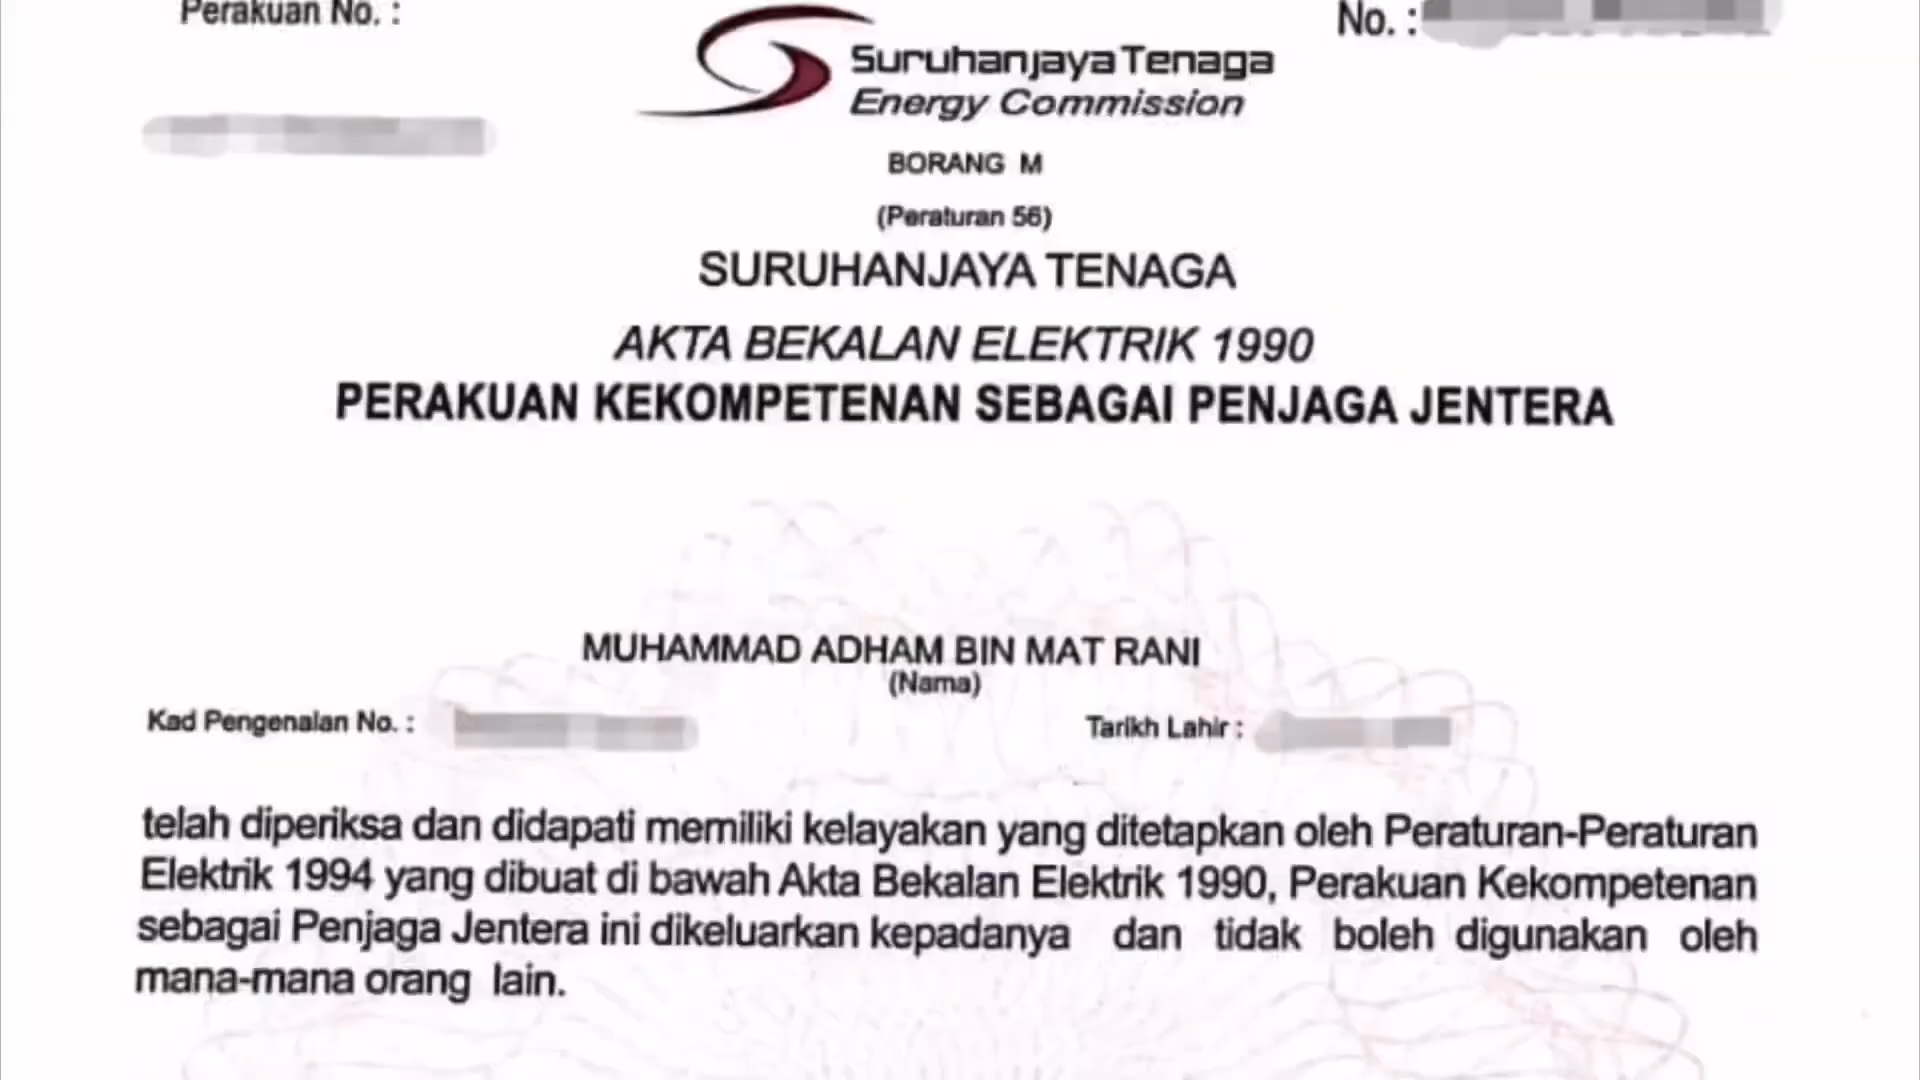 Perakuan No. :
No. :
Suruhanjaya Tenaga
Energy Commission
BORANG M
(Peraturan 56)
SURUHANJAYA TENAGA
AKTA BEKALAN ELEKTRIK 1990
PERAKUAN KEKOMPETENAN SEBAGAI PENJAGA JENTERA
MUHAMMAD ADHAM BIN MAT RANI
(Nama)
Kad Pengenalan No. :
Tarikh Lahir :
telah diperiksa dan didapati memiliki kelayakan yang ditetapkan oleh Peraturan-Peraturan
Elektrik 1994 yang dibuat di bawah Akta Bekalan Elektrik 1990, Perakuan Kekompetenan
sebagai Penjaga Jentera ini dikeluarkan kepadanya dan tidak boleh digunakan oleh
mana-mana orang lain.